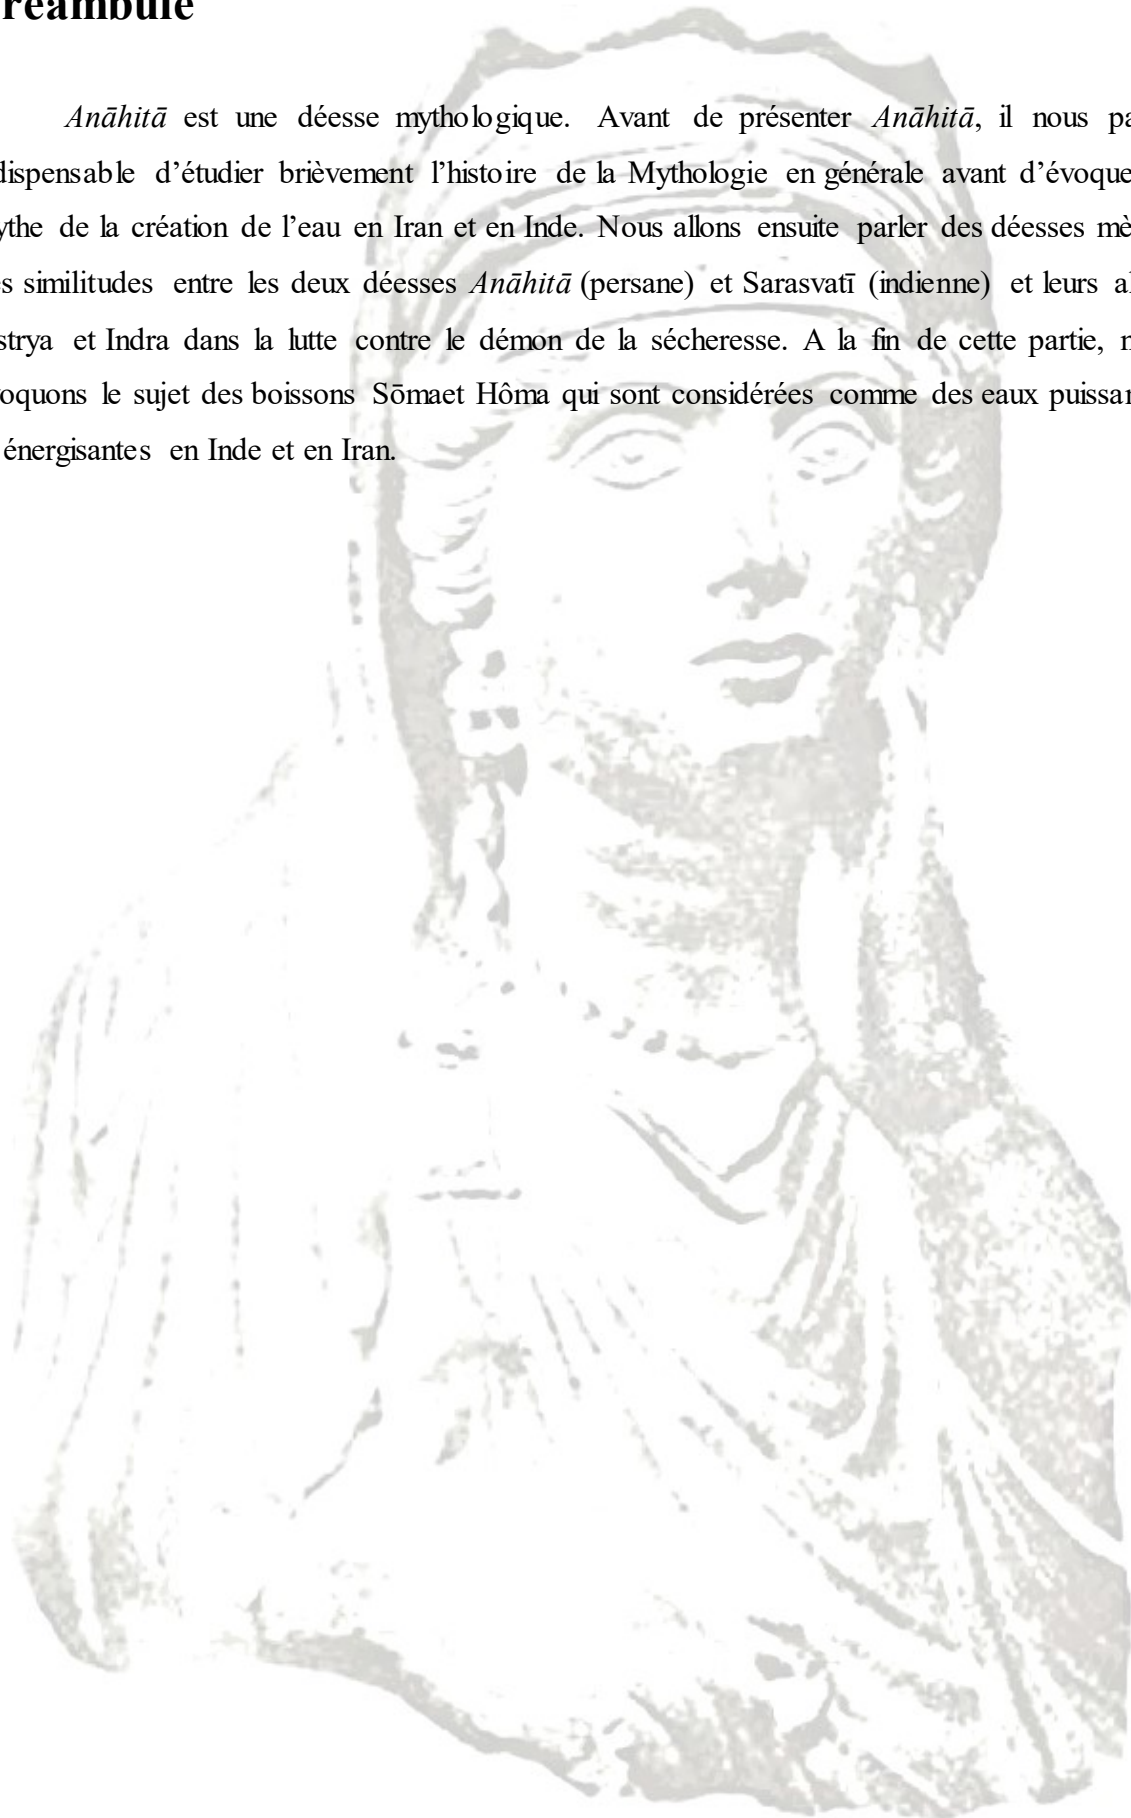 réambule
Anāhitā est une déesse mythologique. Avant de présenter Anāhitā, il nous pa
dispensable d’étudier brièvement l’histoire de la Mythologie en générale avant d’évoque
ythe de la création de l’eau en Iran et en Inde. Nous allons ensuite parler des déesses mè
s similitudes entre les deux déesses Anāhitā (persane) et Sarasvatī (indienne) et leurs al
strya et Indra dans la lutte contre le démon de la sécheresse. A la fin de cette partie, n
oquons le sujet des boissons Sōmaet Hôma qui sont considérées comme des eaux puissan
énergisantes en Inde et en Iran.